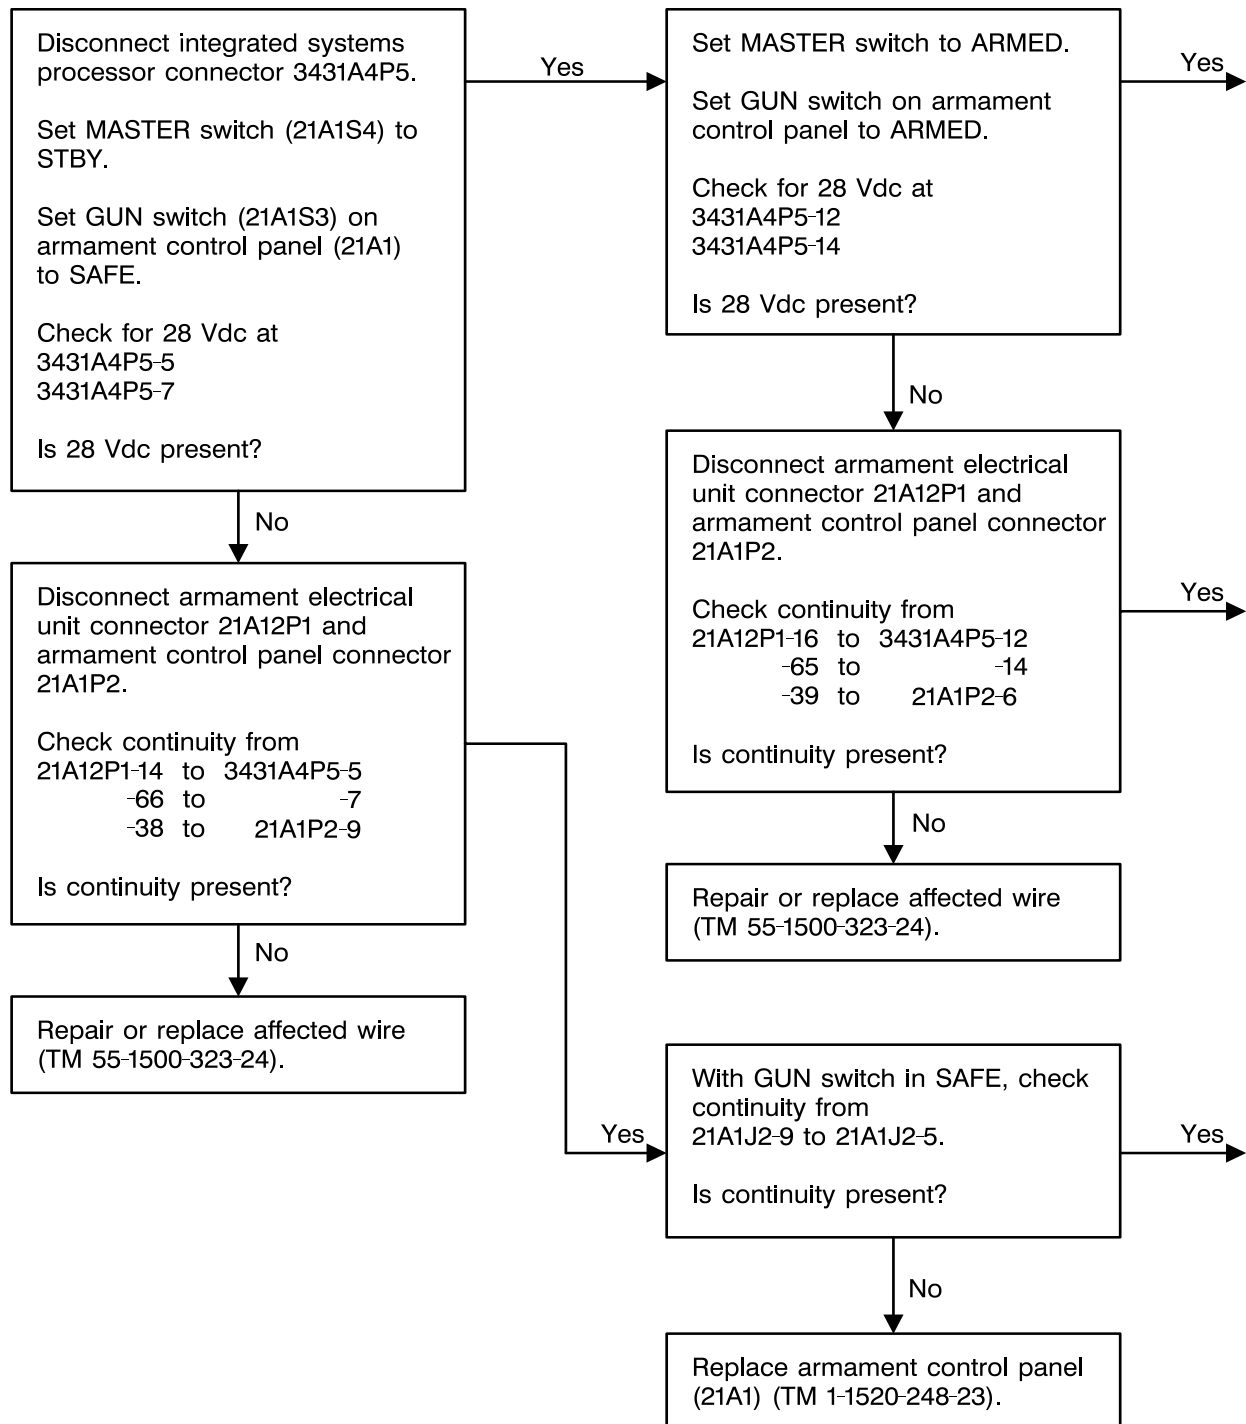 Disconnect integrated systems
processor connector 3431A4P5.
Set MASTER switch (21A1S4) to
STBY.
Set GUN switch (21A1S3) on
armament control panel (21A1)
to SAFE.
Check for 28 Vdc at
3431A4P5-5
3431A4P5-7
Is 28 Vdc present?
Yes
Set MASTER switch to ARMED.
Set GUN switch on armament
control panel to ARMED.
Check for 28 Vdc at
3431A4P5-12
3431A4P5-14
Is 28 Vdc present?
Yes
No
Disconnect armament electrical
unit connector 21A12P1 and
armament control panel connector
21A1P2.
Check continuity from
21A12P1-14 to 3431A4P5-5
-66 to -7
-38 to 21A1P2-9
Is continuity present?
No
Repair or replace affected wire
(TM 55-1500-323-24).
No
Disconnect armament electrical
unit connector 21A12P1 and
armament control panel connector
21A1P2.
Check continuity from
21A12P1-16 to 3431A4P5-12
-65 to -14
-39 to 21A1P2-6
Is continuity present?
Yes
No
Repair or replace affected wire
(TM 55-1500-323-24).
Yes
With GUN switch in SAFE, check
continuity from
21A1J2-9 to 21A1J2-5.
Is continuity present?
Yes
No
Replace armament control panel
(21A1) (TM 1-1520-248-23).